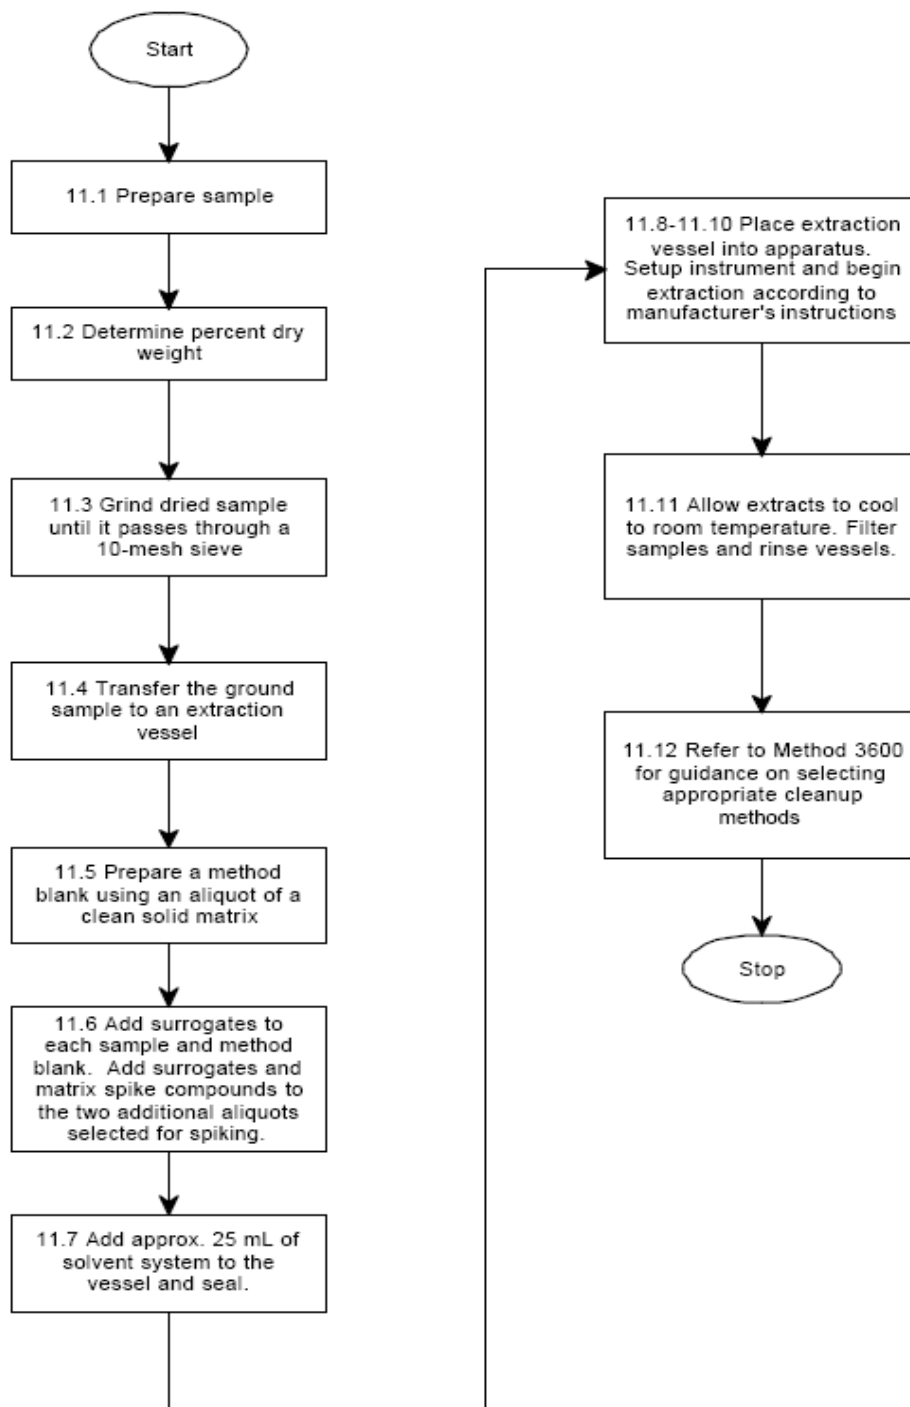 Start
11.1 Prepare sample
11.2 Determine percent dry
weight
11.3 Grind dried sample
until it passes through a
10-mesh sieve
11.4 Transfer the ground
sample to an extraction
vessel
11.5 Prepare a method
blank using an aliquot of a
clean solid matrix
11.6 Add surrogates to
each sample and method
blank.  Add surrogates and
matrix spike compounds to
the two additional aliquots
selected for spiking.
11.7 Add approx. 25 mL of
solvent system to the
vessel and seal.
11.8-11.10 Place extraction
vessel into apparatus.
Setup instrument and begin
extraction according to
manufacturer's instructions
11.11 Allow extracts to cool
to room temperature. Filter
samples and rinse vessels.
11.12 Refer to Method 3600
for guidance on selecting
appropriate cleanup
methods
Stop